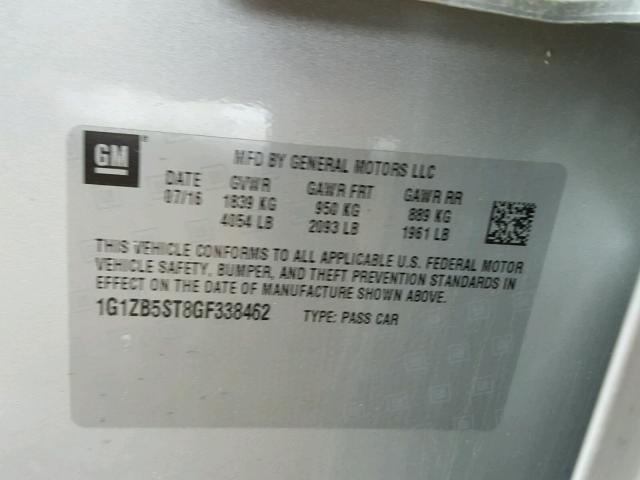 GM
MFD BY GENERAL MOTORS LLC
DATE GVWR GAWR FRT GAWR RR
07/16 1839 KG 950 KG 889 KG
4054 LB 2093 LB 1961 LB
THIS VEHICLE CONFORMS TO ALL APPLICABLE U.S. FEDERAL MOTOR
VEHICLE SAFETY, BUMPER, AND THEFT PREVENTION STANDARDS IN
EFFECT ON THE DATE OF MANUFACTURE SHOWN ABOVE.
1G1ZB5ST8GF338462 TYPE: PASS CAR